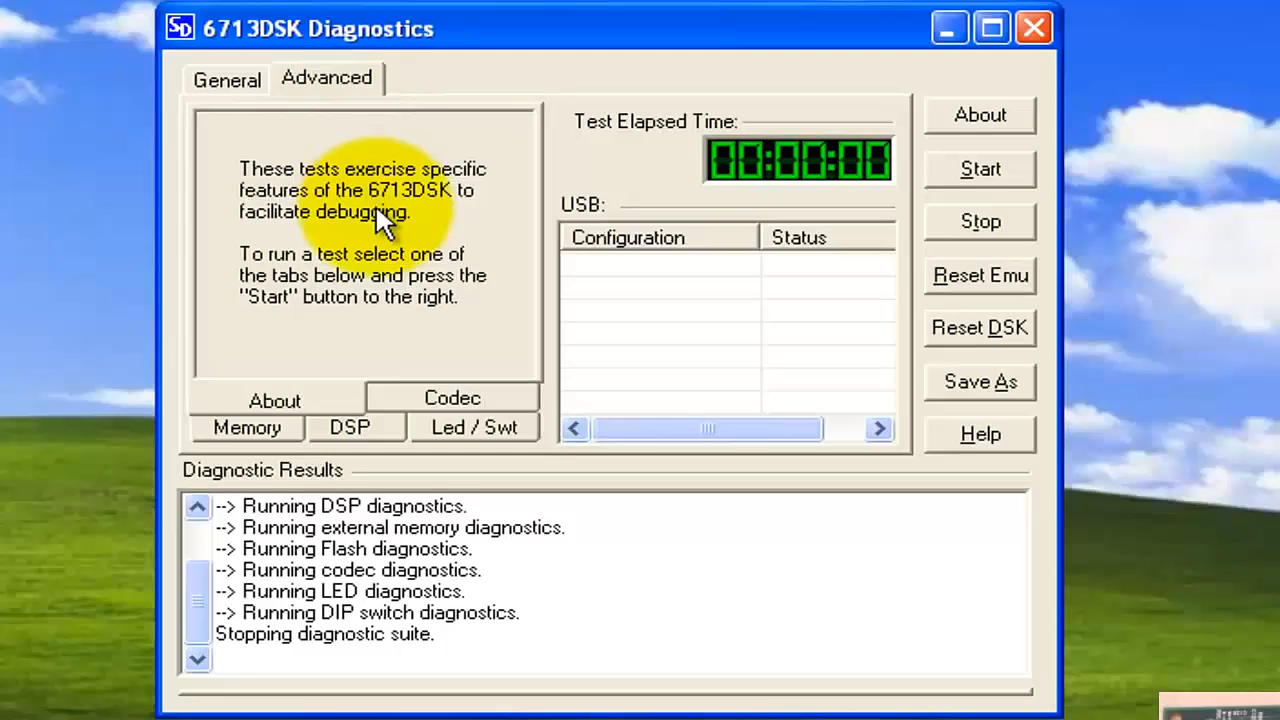 SD 6713DSK Diagnostics
General Advanced
These tests exercise specific
features of the 6713DSK to
facilitate debugging.
To run a test select one of
the tabs below and press the
"Start" button to the right.
About Codec
Memory DSP Led / Swt
Test Elapsed Time:
00:00:00
USB:
Configuration Status
About
Start
Stop
Reset Emu
Reset DSK
Save As
Help
Diagnostic Results
--> Running DSP diagnostics.
--> Running external memory diagnostics.
--> Running Flash diagnostics.
--> Running codec diagnostics.
--> Running LED diagnostics.
--> Running DIP switch diagnostics.
Stopping diagnostic suite.